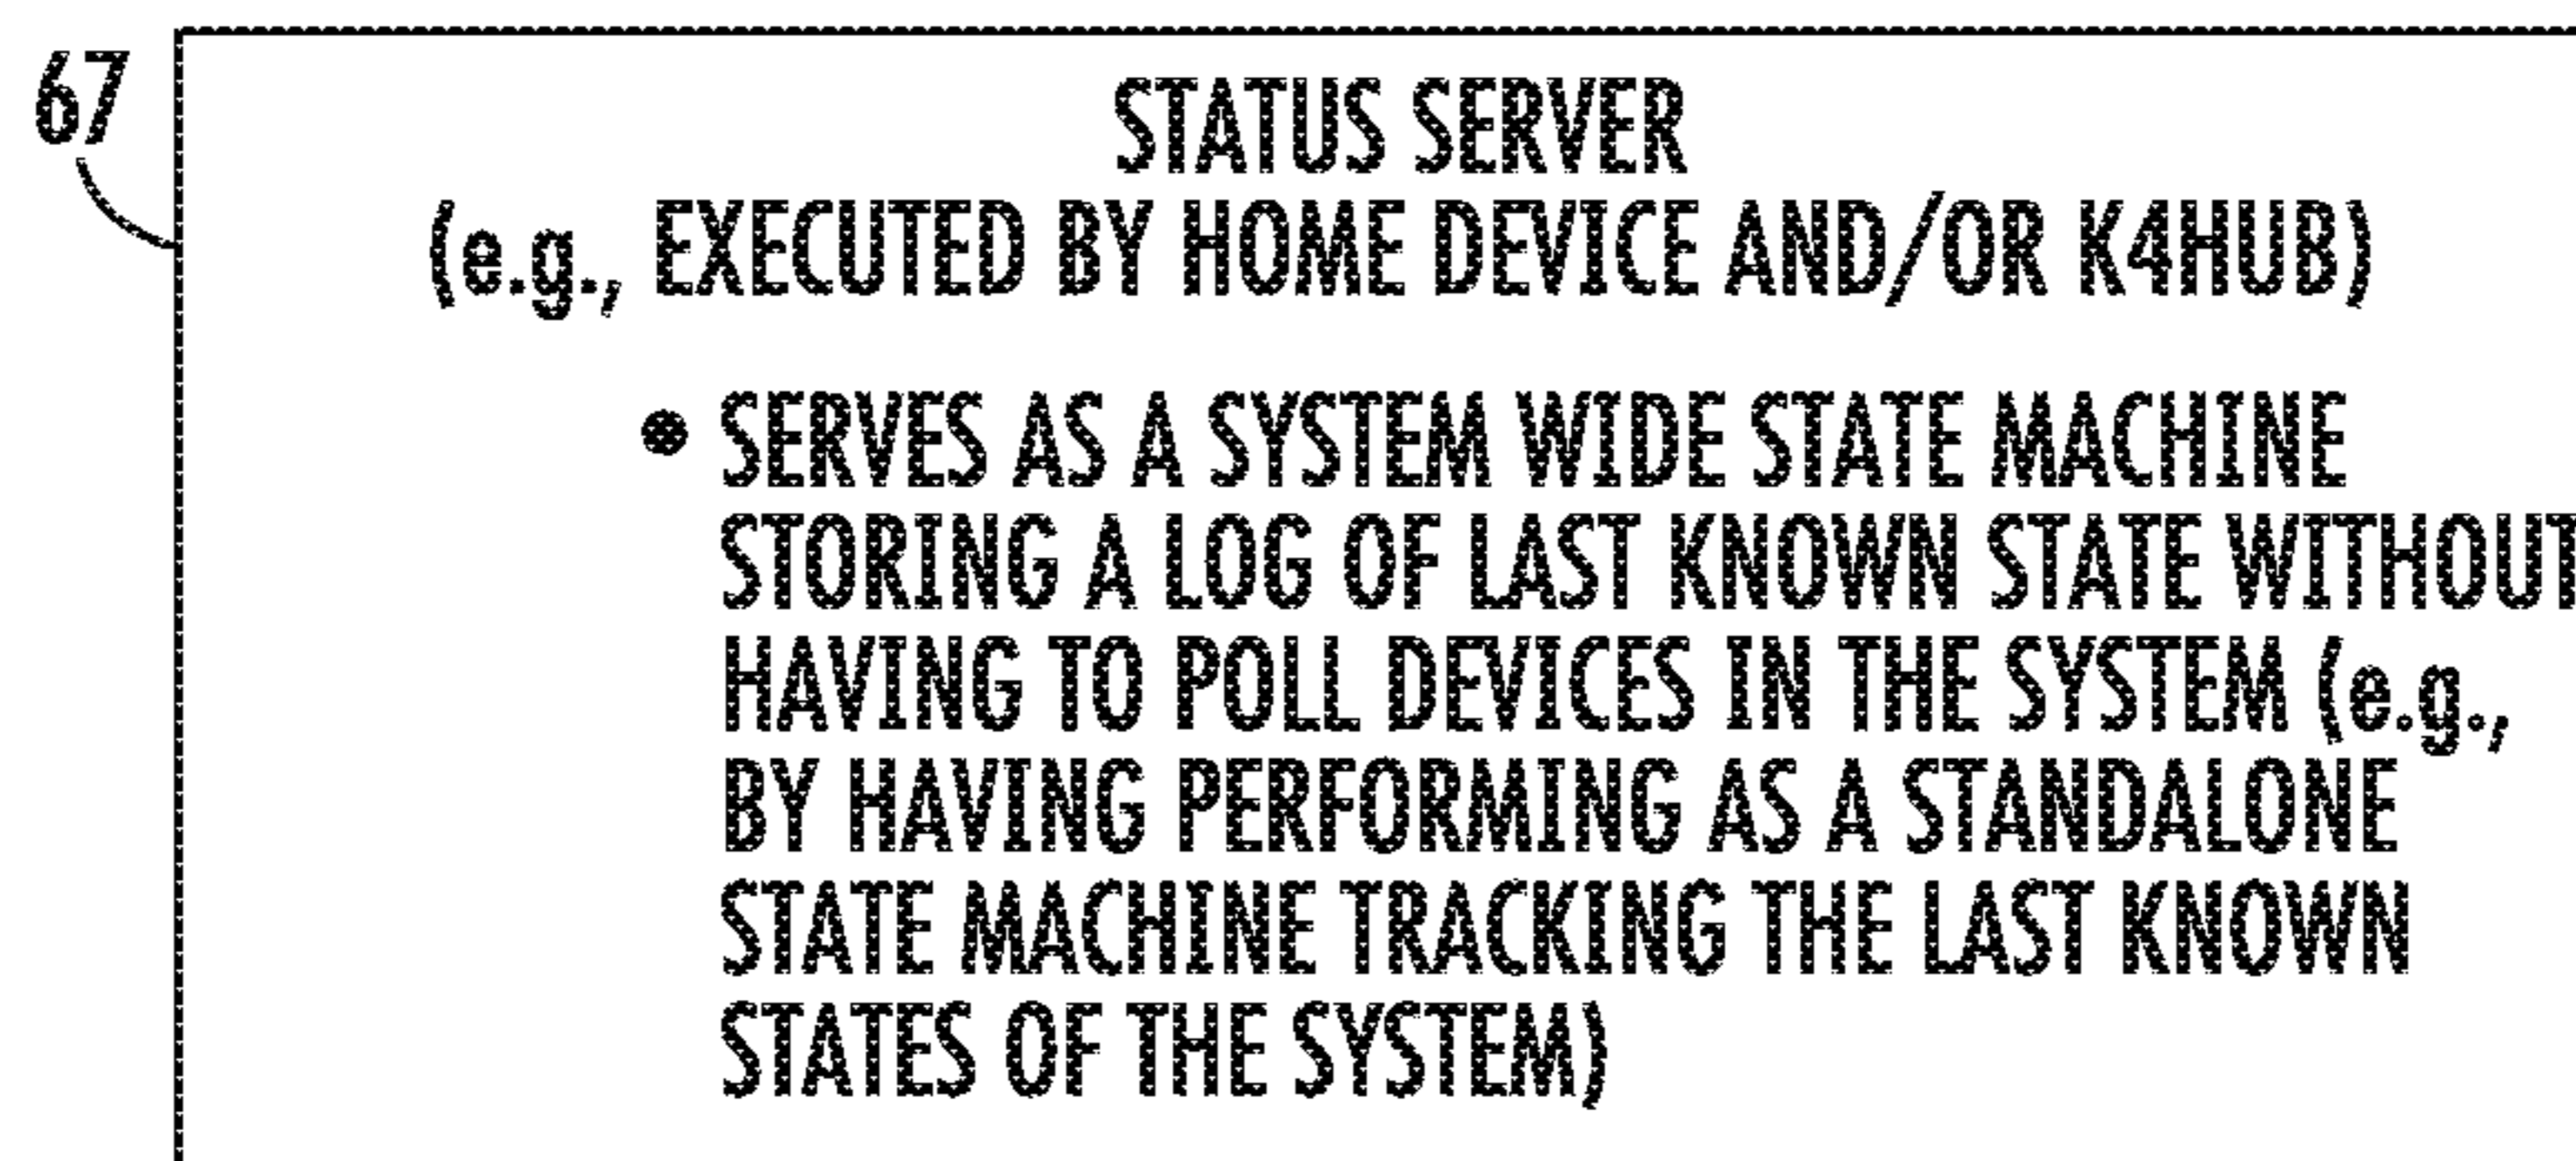 67
STATUS SERVER
(e.g., EXECUTED BY HOME DEVICE AND/OR K4HUB)
• SERVES AS A SYSTEM WIDE STATE MACHINE
STORING A LOG OF LAST KNOWN STATE WITHOUT
HAVING TO POLL DEVICES IN THE SYSTEM (e.g.,
BY HAVING PERFORMING AS A STANDALONE
STATE MACHINE TRACKING THE LAST KNOWN
STATES OF THE SYSTEM)